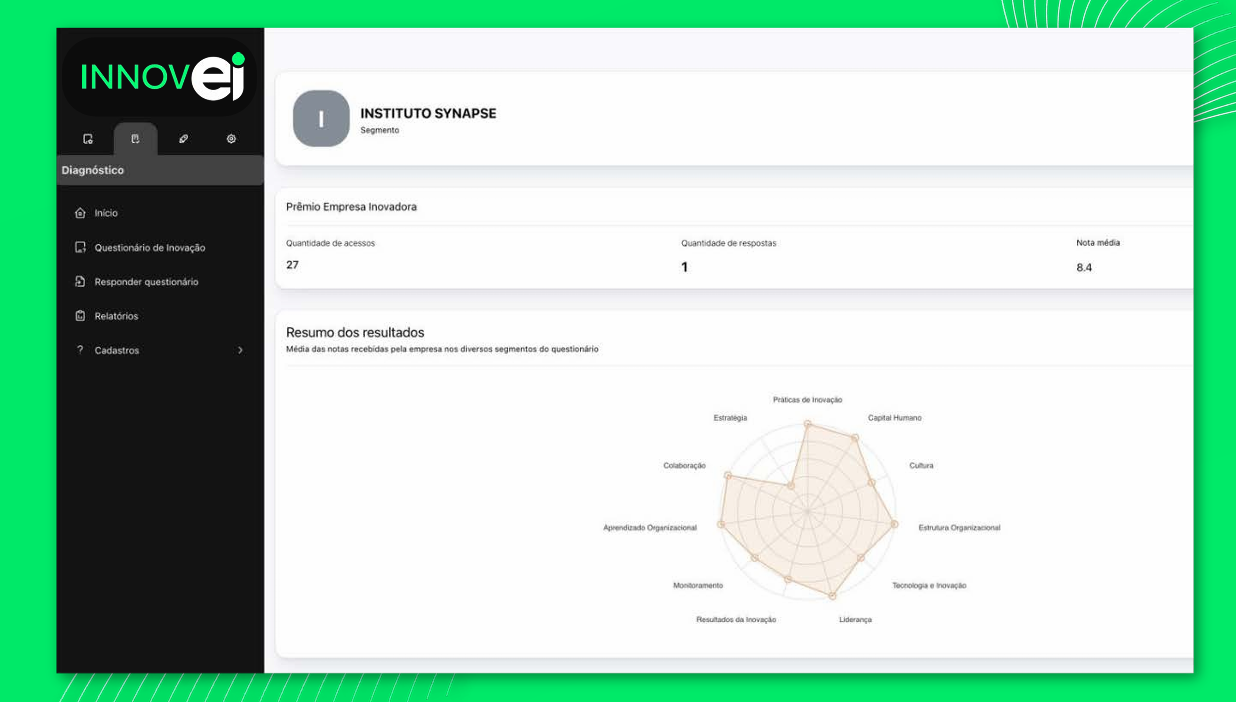 INNOVei
Diagnóstico
Início
Questionário de Inovação
Responder questionário
Relatórios
? Cadastros
I
INSTITUTO SYNAPSE
Segmento
Prêmio Empresa Inovadora
Quantidade de acessos
27
Quantidade de respostas
1
Nota média
8.4
Resumo dos resultados
Média das notas recebidas pela empresa nos diversos segmentos do questionário
Práticas de Inovação
Capital Humano
Cultura
Estrutura Organizacional
Tecnologia e Inovação
Liderança
Resultados da Inovação
Monitoramento
Aprendizado Organizacional
Colaboração
Estratégia